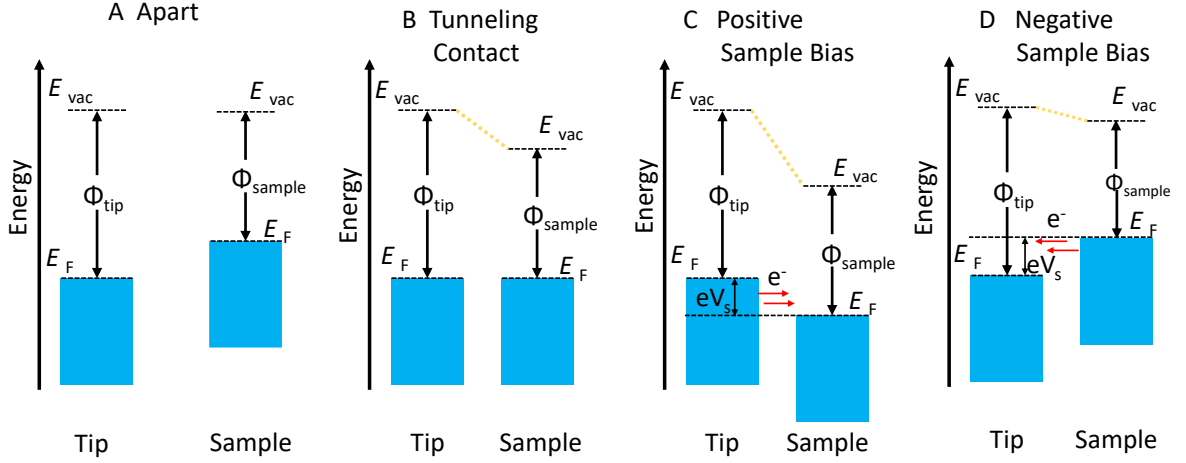 A Apart
E vac
E vac
Φtip
Φsample
E F
E F
Energy
Tip
Sample
B Tunneling
Contact
E vac
E vac
Φtip
Φsample
E F
E F
Energy
Tip
Sample
C Positive
Sample Bias
E vac
E vac
Φtip
Φsample
E F
e-
eVs
E F
Energy
Tip
Sample
D Negative
Sample Bias
E vac
E vac
Φtip
Φsample
e-
E F
E F
eVs
Energy
Tip
Sample